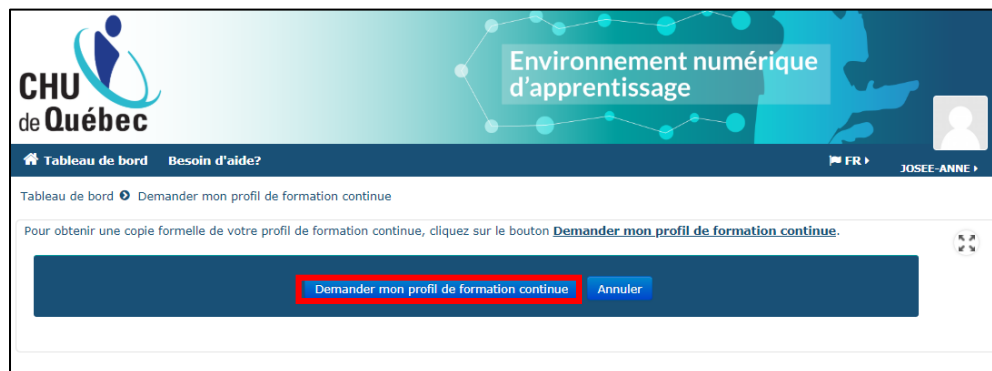 CHU
de Québec
Environnement numérique
d'apprentissage
Tableau de bord Besoin d'aide? FR JOSEE-ANNE
Tableau de bord Demander mon profil de formation continue
Pour obtenir une copie formelle de votre profil de formation continue, cliquez sur le bouton Demander mon profil de formation continue.
Demander mon profil de formation continue Annuler